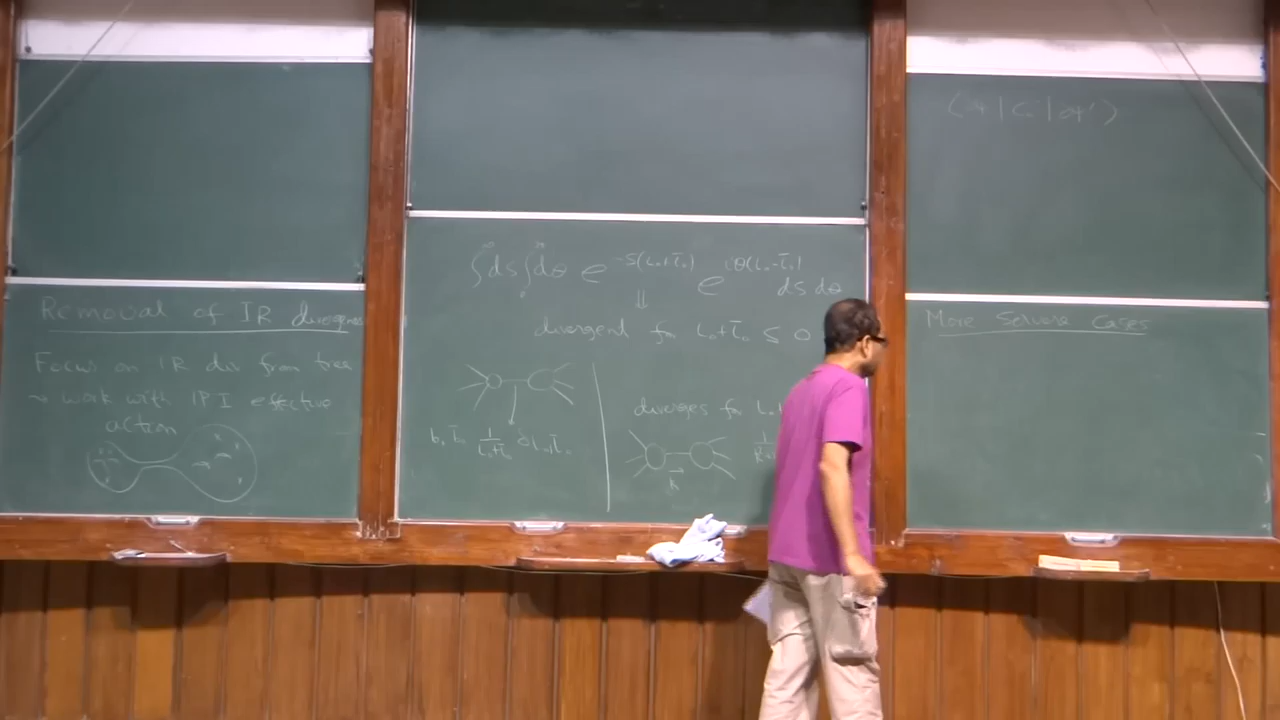 Removal of IR divergences
Focus on IR div from tree
~ work with 1PI effective
action
∫ds ∫dθ e^{-s(L₀+L̄₀)} e^{iθ(L₀-L̄₀)}
ds dθ
⇓
divergent for L₀+L̄₀ ≤ 0
b₀ b̄₀ 1/(L₀+L̄₀) δ_{L₀,L̄₀}
diverges for L₀
k
More Severe Cases